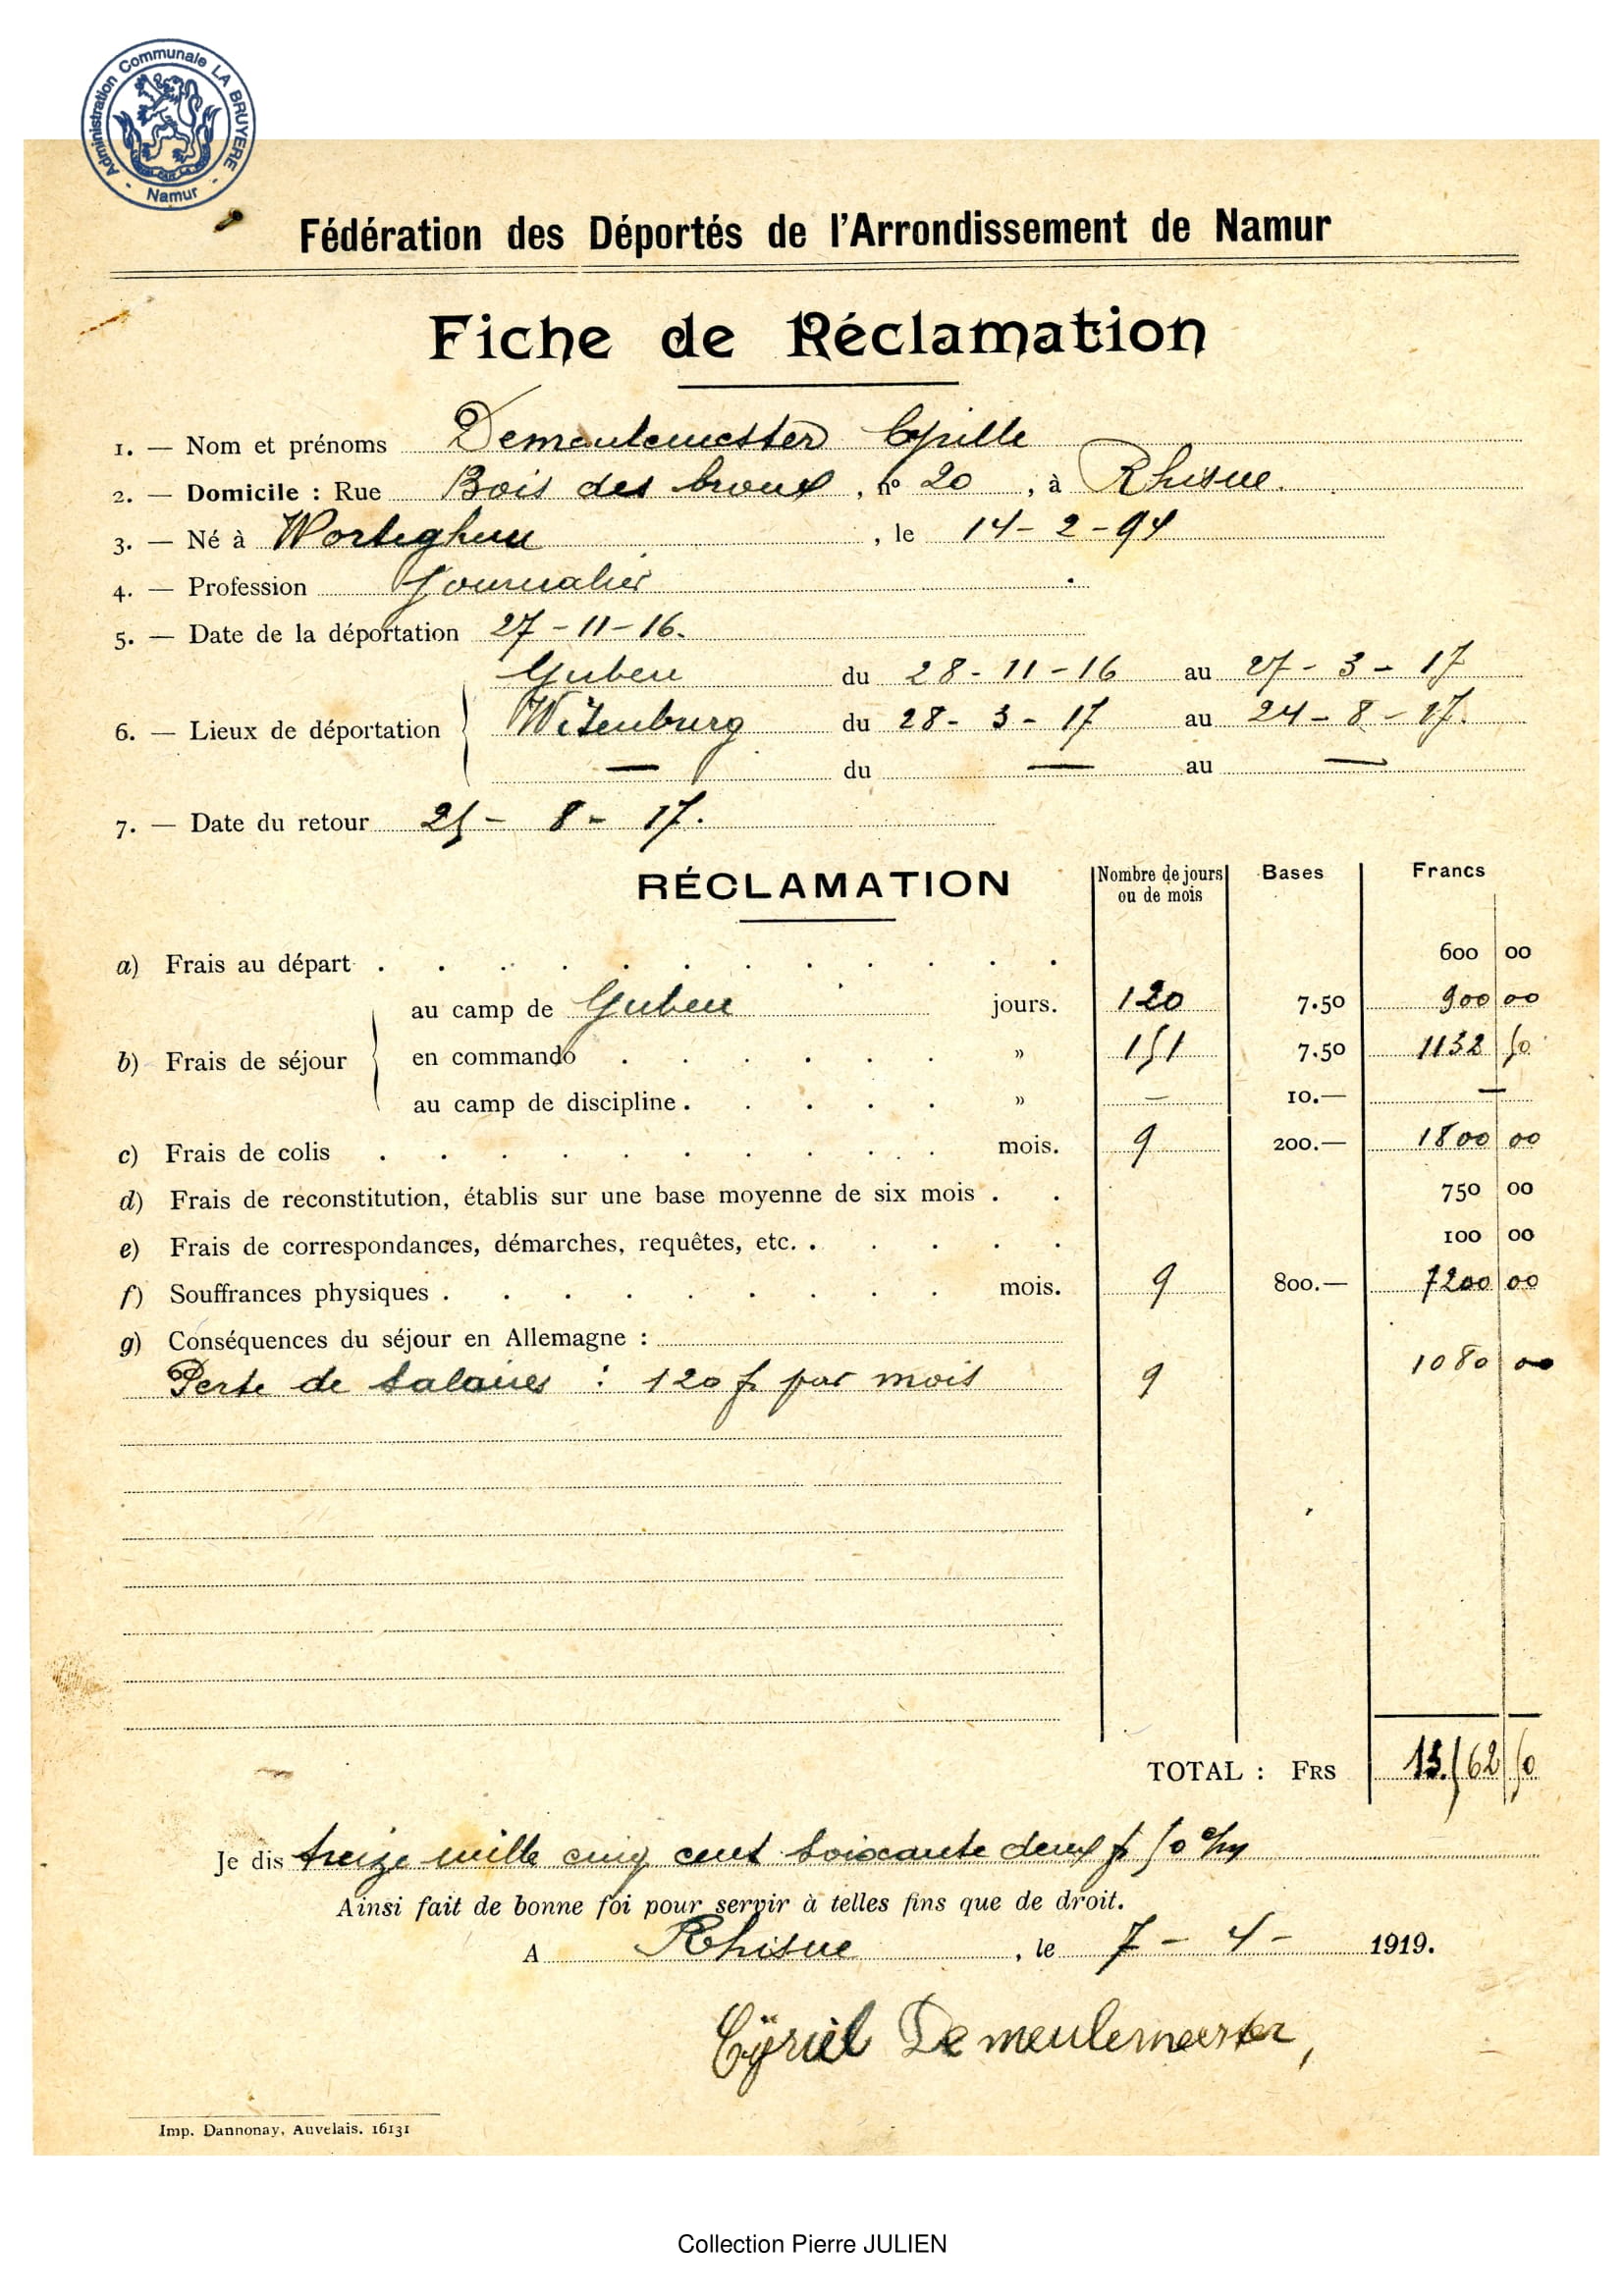 Administration Communale LA BRUYERE
- Namur -
Fédération des Déportés de l'Arrondissement de Namur
Fiche de Réclamation
1. — Nom et prénoms Demeulemester Cyrille
2. — Domicile : Rue Bois des Croux, n° 20, à Rhisne.
3. — Né à Worteghem, le 14-2-94
4. — Profession Journalier
5. — Date de la déportation 27-11-16.
Guben du 28-11-16 au 27-3-17
6. — Lieux de déportation Witenburg du 28-3-17 au 24-8-17.
— du — au —
7. — Date du retour 25-8-17.
RÉCLAMATION Nombre de jours ou de mois Bases Francs
a) Frais au départ 600 00
au camp de Guben jours. 120 7.50 900 00
b) Frais de séjour en commando » 151 7.50 1132 50
au camp de discipline » — 10.— —
c) Frais de colis mois. 9 200.— 1800 00
d) Frais de reconstitution, établis sur une base moyenne de six mois 750 00
e) Frais de correspondances, démarches, requêtes, etc. 100 00
f) Souffrances physiques mois. 9 800.— 7200 00
g) Conséquences du séjour en Allemagne :
Perte de salaires : 120 f. par mois 9 1080 00
TOTAL : FRS 13.562 50
Je dis treize mille cinq cent soixante deux f 50 c/m
Ainsi fait de bonne foi pour servir à telles fins que de droit.
A Rhisne, le 7-4-1919.
Cÿriel Demeulemeester,
Imp. Dannonay, Auvelais. 16131
Collection Pierre JULIEN